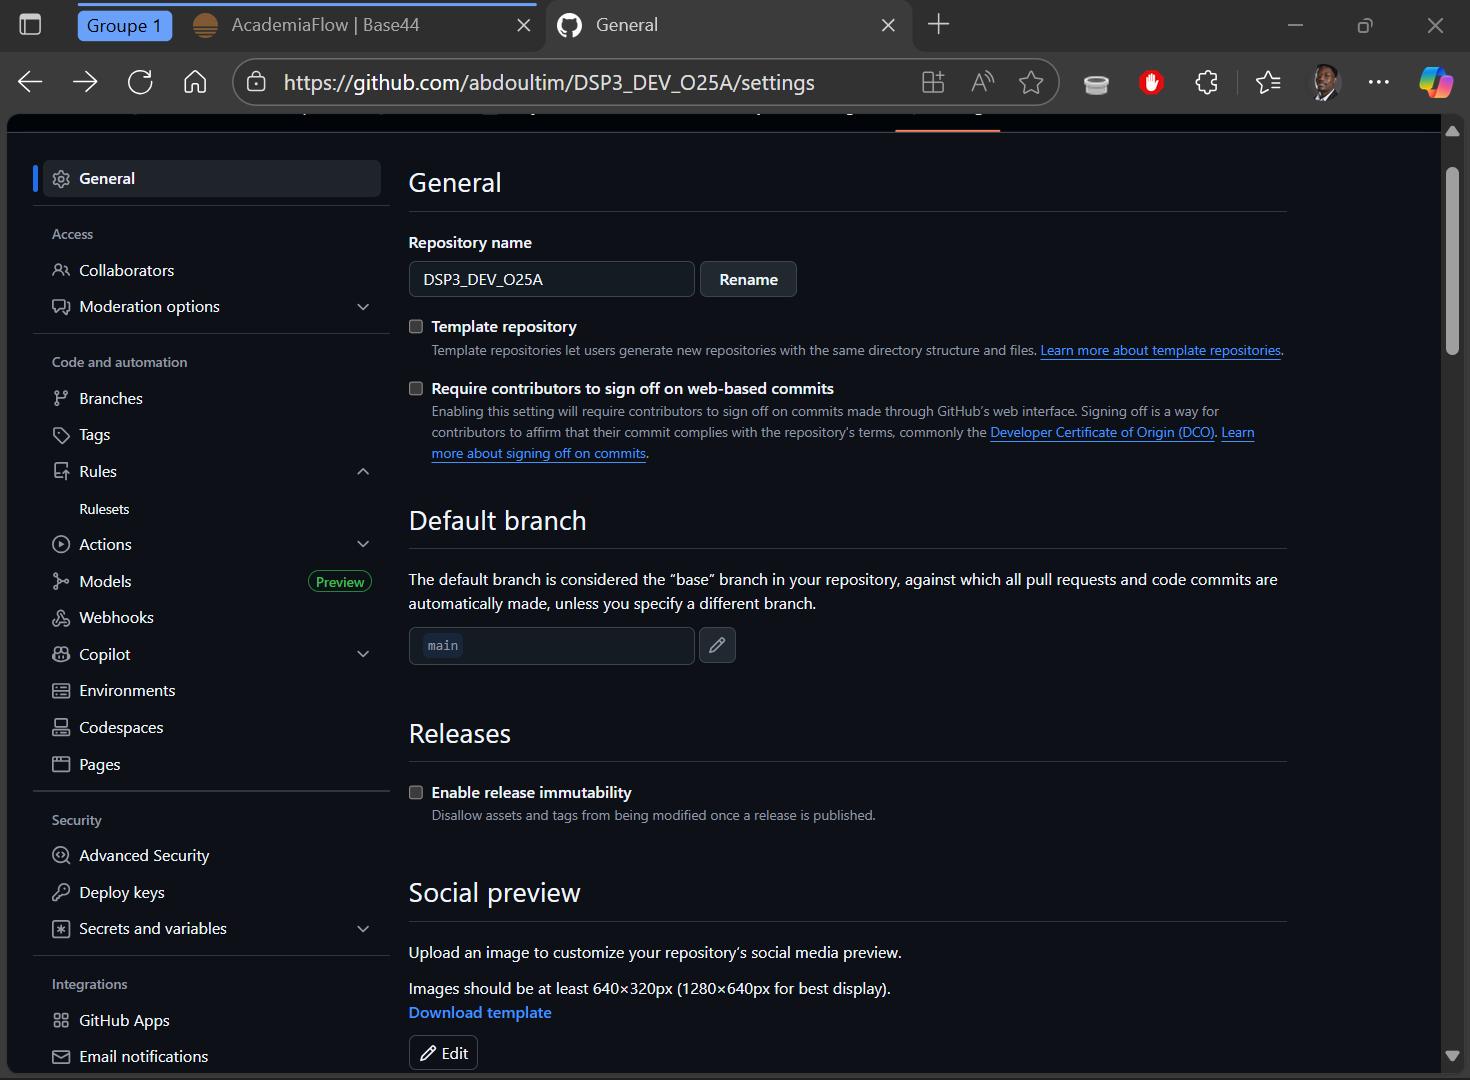 Groupe 1
AcademiaFlow | Base44
General
https://github.com/abdoultim/DSP3_DEV_O25A/settings
General
Access
Collaborators
Moderation options
Code and automation
Branches
Tags
Rules
Rulesets
Actions
Models
Preview
Webhooks
Copilot
Environments
Codespaces
Pages
Security
Advanced Security
Deploy keys
Secrets and variables
Integrations
GitHub Apps
Email notifications
General
Repository name
DSP3_DEV_O25A
Rename
Template repository
Template repositories let users generate new repositories with the same directory structure and files. Learn more about template repositories.
Require contributors to sign off on web-based commits
Enabling this setting will require contributors to sign off on commits made through GitHub's web interface. Signing off is a way for
contributors to affirm that their commit complies with the repository's terms, commonly the Developer Certificate of Origin (DCO). Learn
more about signing off on commits.
Default branch
The default branch is considered the "base" branch in your repository, against which all pull requests and code commits are
automatically made, unless you specify a different branch.
main
Releases
Enable release immutability
Disallow assets and tags from being modified once a release is published.
Social preview
Upload an image to customize your repository's social media preview.
Images should be at least 640×320px (1280×640px for best display).
Download template
Edit